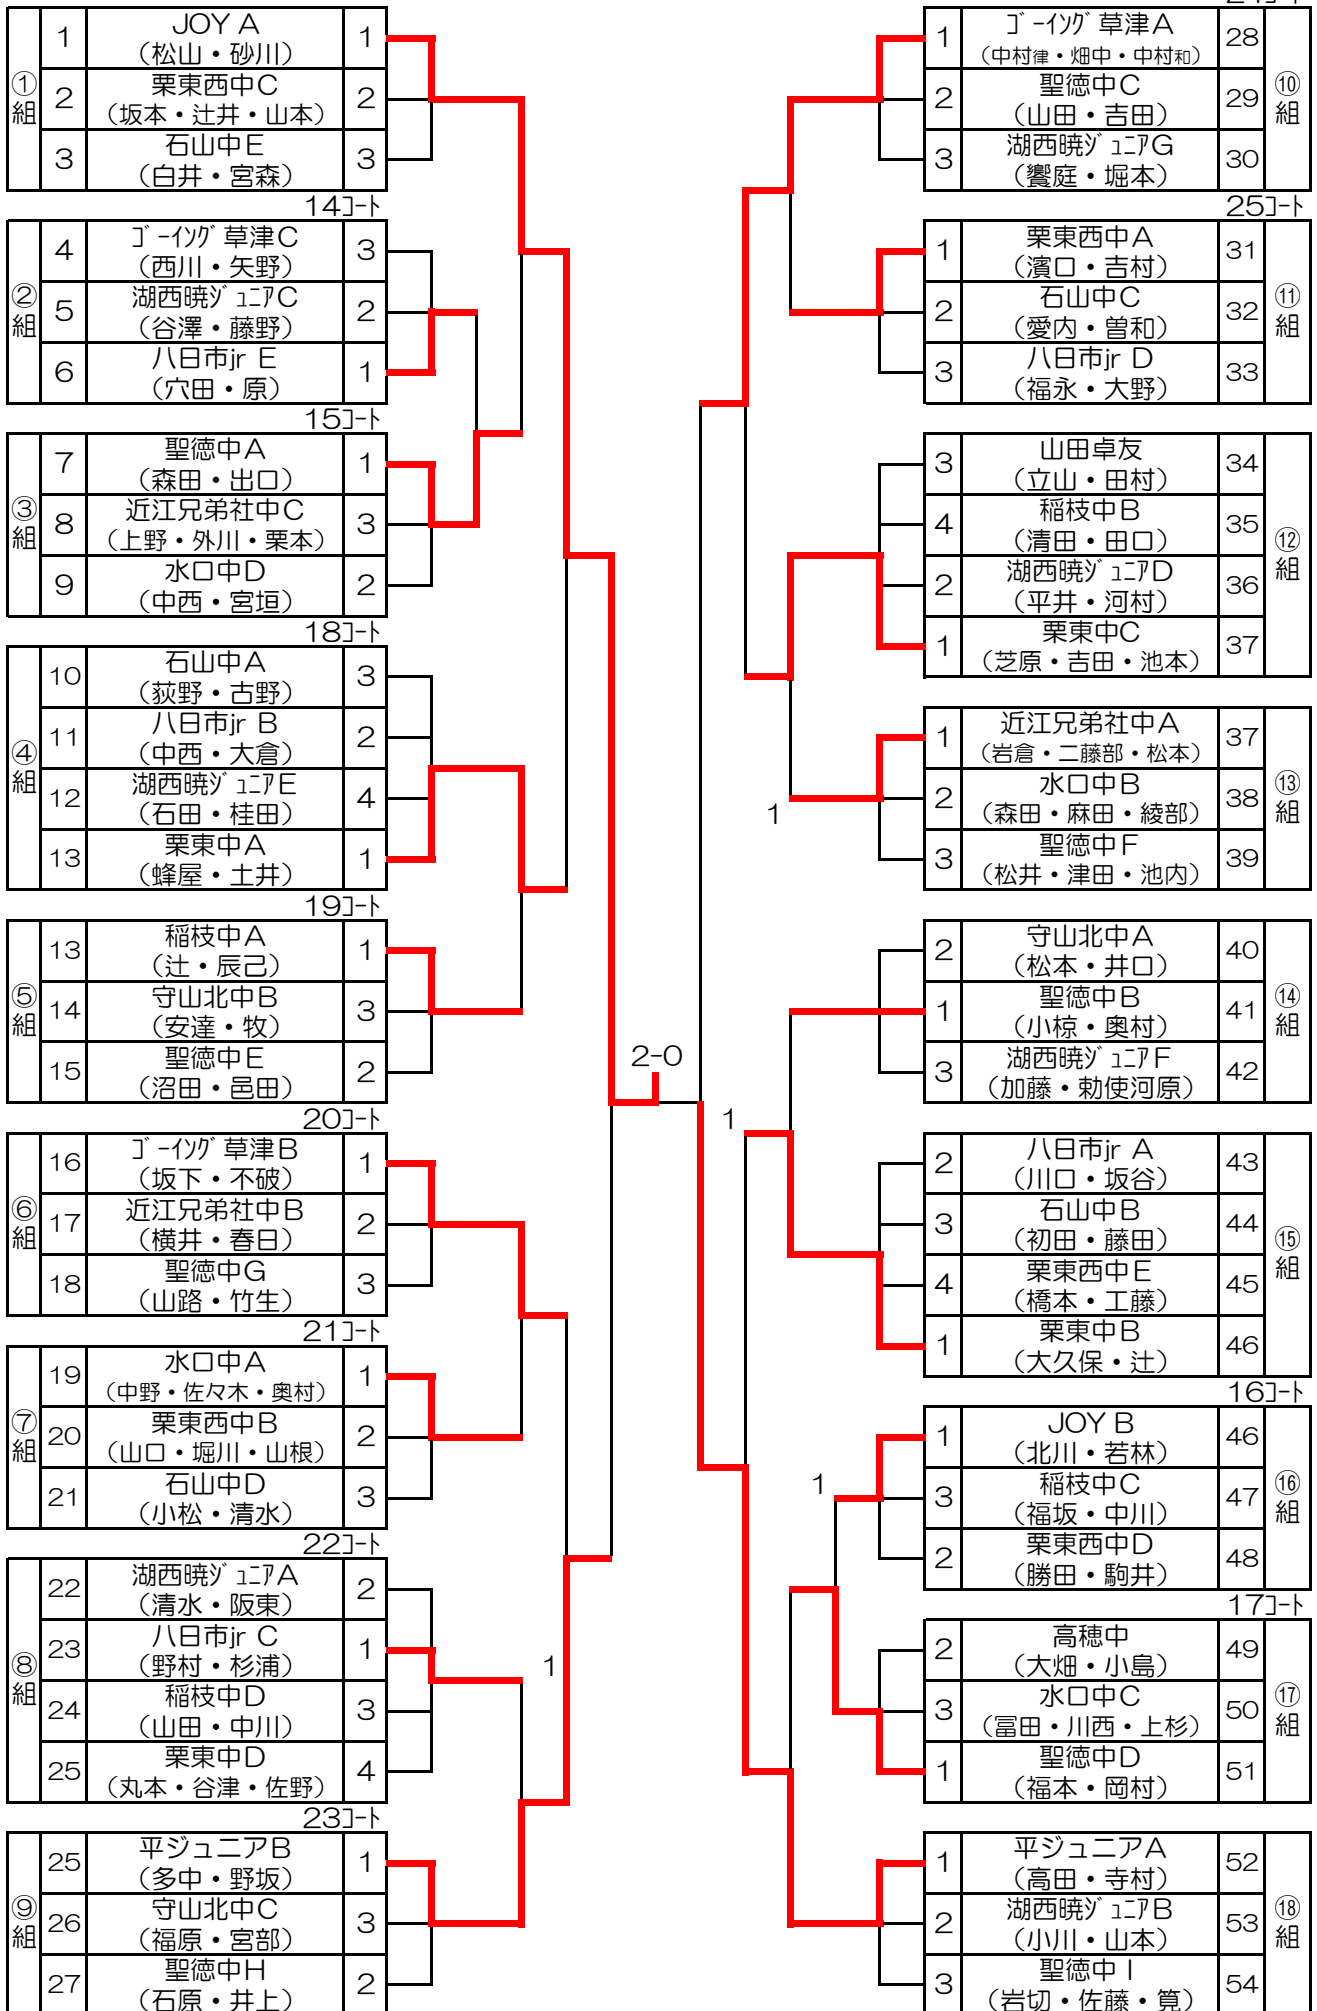 ①組
1 JOY A 1
（松山・砂川）
2 栗東西中C 2
（坂本・辻井・山本）
3 石山中E 3
（白井・宮森）
14ｺｰﾄ
②組
4 ｺﾞｰｲﾝｸﾞ草津C 3
（西川・矢野）
5 湖西暁ｼﾞｭﾆｱC 2
（谷澤・藤野）
6 八日市jr E 1
（穴田・原）
15ｺｰﾄ
③組
7 聖徳中A 1
（森田・出口）
8 近江兄弟社中C 3
（上野・外川・栗本）
9 水口中D 2
（中西・宮垣）
18ｺｰﾄ
④組
10 石山中A 3
（荻野・古野）
11 八日市jr B 2
（中西・大倉）
12 湖西暁ｼﾞｭﾆｱE 4
（石田・桂田）
13 栗東中A 1
（蜂屋・土井）
19ｺｰﾄ
⑤組
13 稲枝中A 1
（辻・辰己）
14 守山北中B 3
（安達・牧）
15 聖徳中E 2
（沼田・邑田）
20ｺｰﾄ
⑥組
16 ｺﾞｰｲﾝｸﾞ草津B 1
（坂下・不破）
17 近江兄弟社中B 2
（横井・春日）
18 聖徳中G 3
（山路・竹生）
21ｺｰﾄ
⑦組
19 水口中A 1
（中野・佐々木・奥村）
20 栗東西中B 2
（山口・堀川・山根）
21 石山中D 3
（小松・清水）
22ｺｰﾄ
⑧組
22 湖西暁ｼﾞｭﾆｱA 2
（清水・阪東）
23 八日市jr C 1
（野村・杉浦）
24 稲枝中D 3
（山田・中川）
25 栗東中D 4
（丸本・谷津・佐野）
23ｺｰﾄ
⑨組
25 平ジュニアB 1
（多中・野坂）
26 守山北中C 3
（福原・宮部）
27 聖徳中H 2
（石原・井上）
1
2-0
1 ｺﾞｰｲﾝｸﾞ草津A 28
（中村律・畑中・中村和）
2 聖徳中C 29
（山田・吉田）
3 湖西暁ｼﾞｭﾆｱG 30
（饗庭・堀本）
⑩組
25ｺｰﾄ
1 栗東西中A 31
（濱口・吉村）
2 石山中C 32
（愛内・曽和）
3 八日市jr D 33
（福永・大野）
⑪組
3 山田卓友 34
（立山・田村）
4 稲枝中B 35
（清田・田口）
2 湖西暁ｼﾞｭﾆｱD 36
（平井・河村）
1 栗東中C 37
（芝原・吉田・池本）
⑫組
1 近江兄弟社中A 37
（岩倉・二藤部・松本）
2 水口中B 38
（森田・麻田・綾部）
3 聖徳中F 39
（松井・津田・池内）
⑬組
1
2 守山北中A 40
（松本・井口）
1 聖徳中B 41
（小椋・奥村）
3 湖西暁ｼﾞｭﾆｱF 42
（加藤・勅使河原）
⑭組
1
2 八日市jr A 43
（川口・坂谷）
3 石山中B 44
（初田・藤田）
4 栗東西中E 45
（橋本・工藤）
1 栗東中B 46
（大久保・辻）
⑮組
16ｺｰﾄ
1 JOY B 46
（北川・若林）
3 稲枝中C 47
（福坂・中川）
2 栗東西中D 48
（勝田・駒井）
⑯組
1
17ｺｰﾄ
2 高穂中 49
（大畑・小島）
3 水口中C 50
（冨田・川西・上杉）
1 聖徳中D 51
（福本・岡村）
⑰組
1 平ジュニアA 52
（高田・寺村）
2 湖西暁ｼﾞｭﾆｱB 53
（小川・山本）
3 聖徳中I 54
（岩切・佐藤・筧）
⑱組